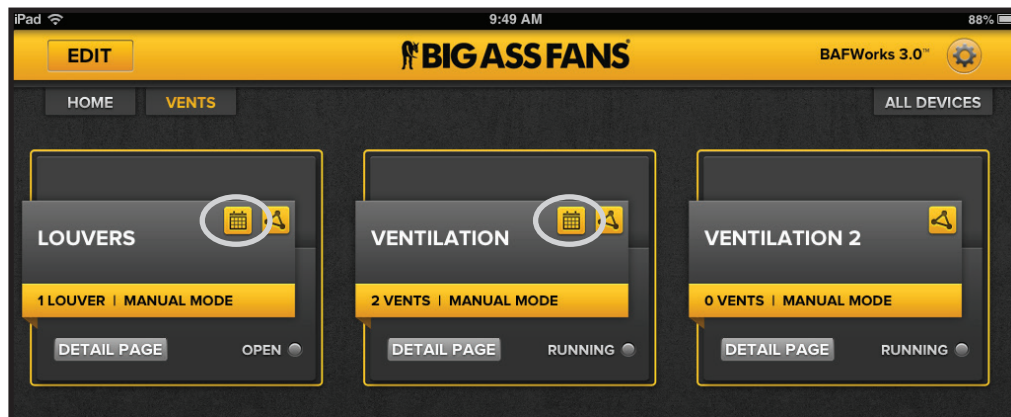 iPad 9:49 AM 88%
EDIT BIG ASS FANS BAFWorks 3.0™
HOME VENTS ALL DEVICES
LOUVERS
1 LOUVER | MANUAL MODE
DETAIL PAGE OPEN
VENTILATION
2 VENTS | MANUAL MODE
DETAIL PAGE RUNNING
VENTILATION 2
0 VENTS | MANUAL MODE
DETAIL PAGE RUNNING